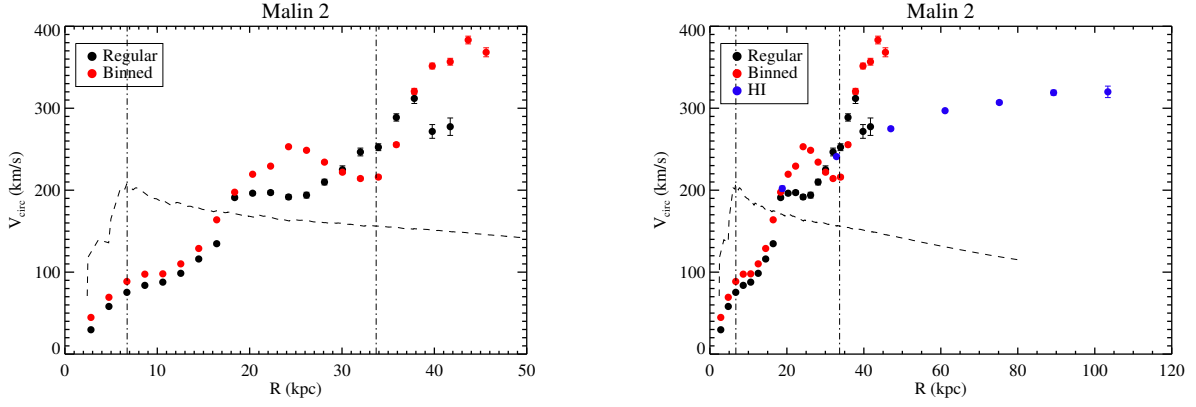 Malin 2
400
300
200
100
0
V_circ (km/s)
Regular
Binned
0 10 20 30 40 50
R (kpc)
Malin 2
400
300
200
100
0
V_circ (km/s)
Regular
Binned
HI
0 20 40 60 80 100 120
R (kpc)